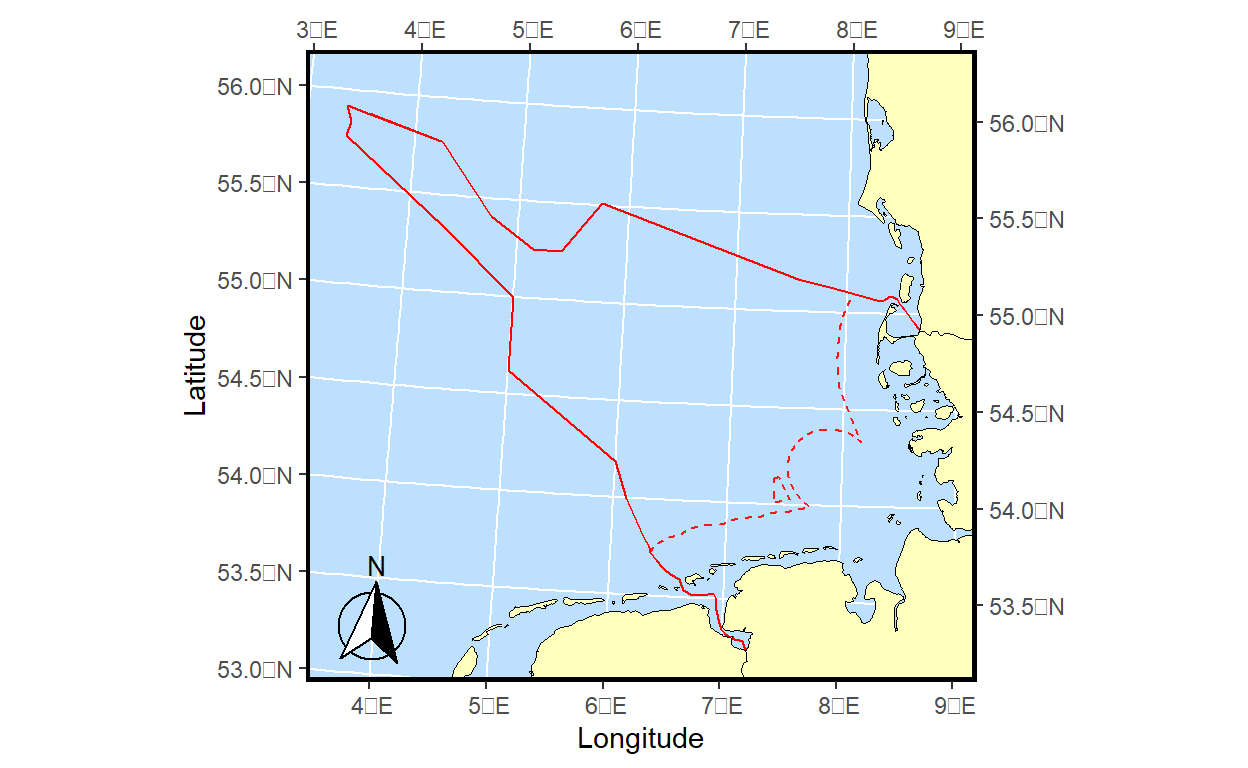 3□E 4□E 5□E 6□E 7□E 8□E 9□E
56.0□N
56.0□N
55.5□N
55.5□N
55.0□N
55.0□N
54.5□N
54.5□N
54.0□N
54.0□N
53.5□N
53.5□N
53.0□N
Latitude
N
4□E 5□E 6□E 7□E 8□E 9□E
Longitude